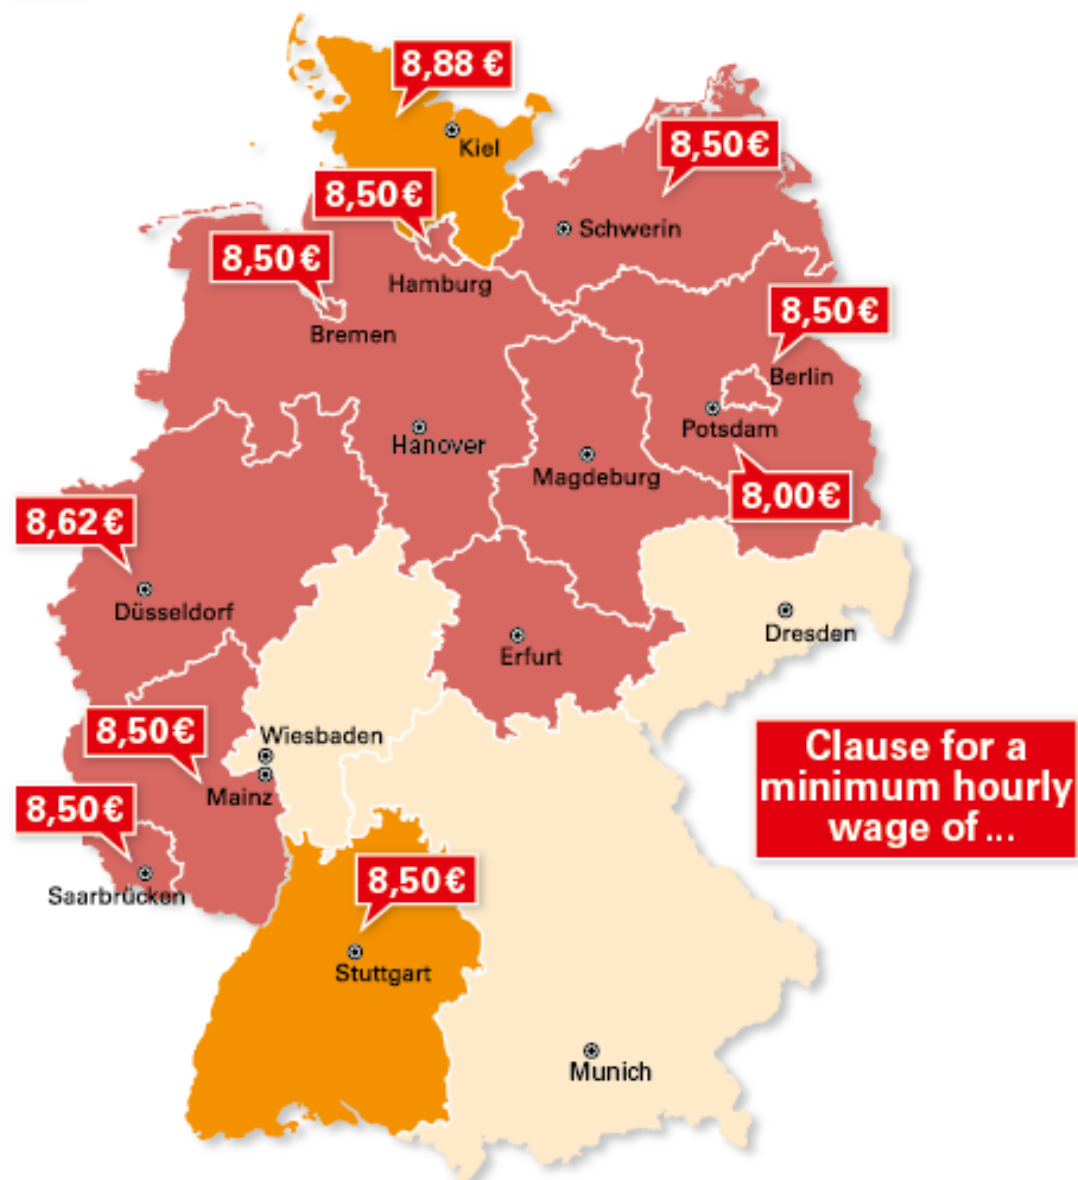 8,88 €
Kiel
8,50 €
8,50 €
Schwerin
8,50 €
Hamburg
8,50 €
Bremen
Berlin
Potsdam
Hanover
Magdeburg
8,00 €
8,62 €
Düsseldorf
Dresden
Erfurt
8,50 €
Wiesbaden
Mainz
Clause for a
minimum hourly
wage of ...
8,50 €
Saarbrücken
8,50 €
Stuttgart
Munich